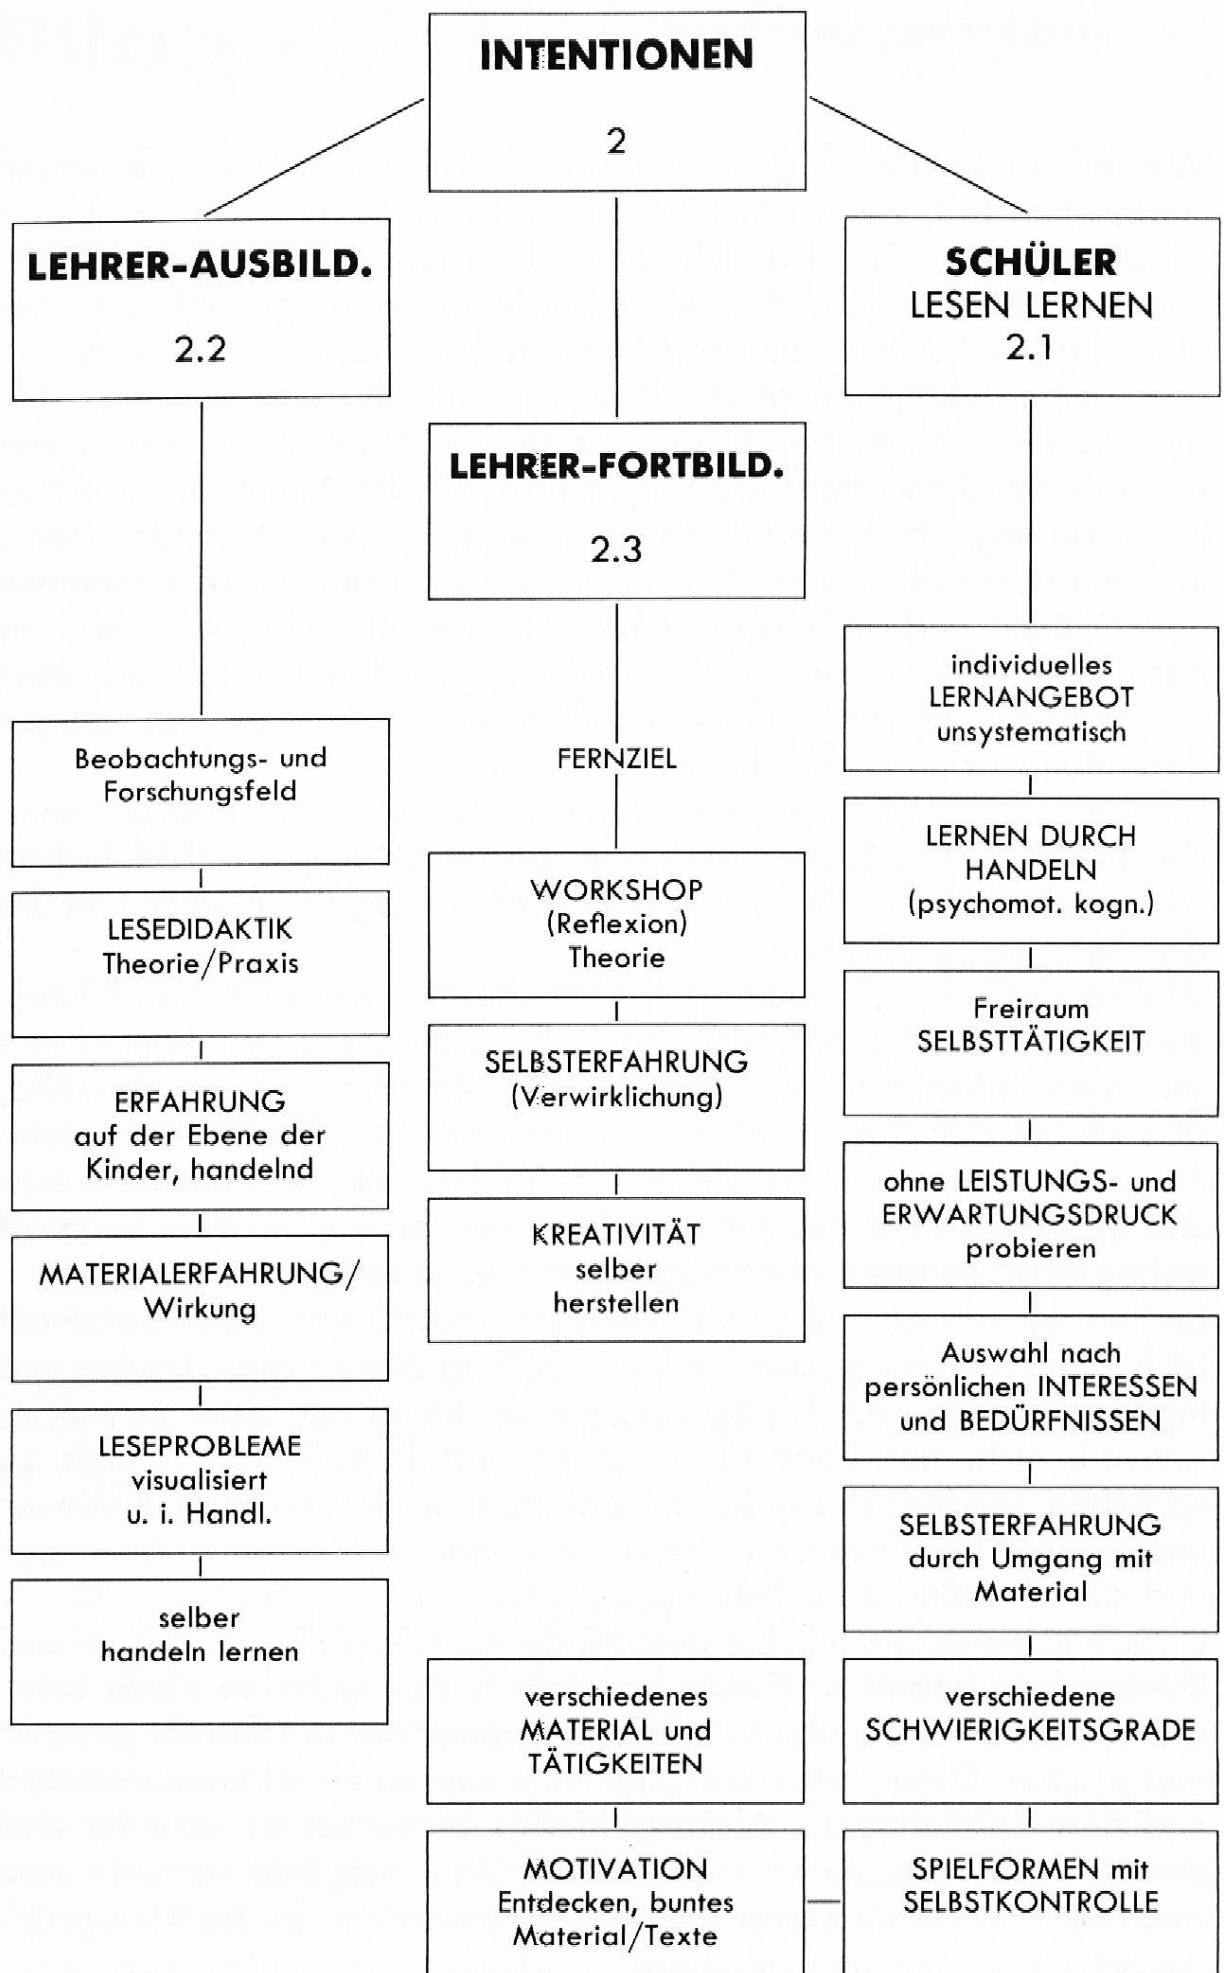 INTENTIONEN
2
LEHRER-AUSBILD.
2.2
Beobachtungs- und
Forschungsfeld
LESEDIDAKTIK
Theorie/Praxis
ERFAHRUNG
auf der Ebene der
Kinder, handelnd
MATERIALERFAHRUNG/
Wirkung
LESEPROBLEME
visualisiert
u. i. Handl.
selber
handeln lernen
LEHRER-FORTBILD.
2.3
FERNZIEL
WORKSHOP
(Reflexion)
Theorie
SELBSTERFAHRUNG
(Verwirklichung)
KREATIVITÄT
selber
herstellen
SCHÜLER
LESEN LERNEN
2.1
individuelles
LERNANGEBOT
unsystematisch
LERNEN DURCH
HANDELN
(psychomot. kogn.)
Freiraum
SELBSTTÄTIGKEIT
ohne LEISTUNGS- und
ERWARTUNGSDRUCK
probieren
Auswahl nach
persönlichen INTERESSEN
und BEDÜRFNISSEN
SELBSTERFAHRUNG
durch Umgang mit
Material
verschiedene
SCHWIERIGKEITSGRADE
SPIELFORMEN mit
SELBSTKONTROLLE
verschiedenes
MATERIAL und
TÄTIGKEITEN
MOTIVATION
Entdecken, buntes
Material/Texte